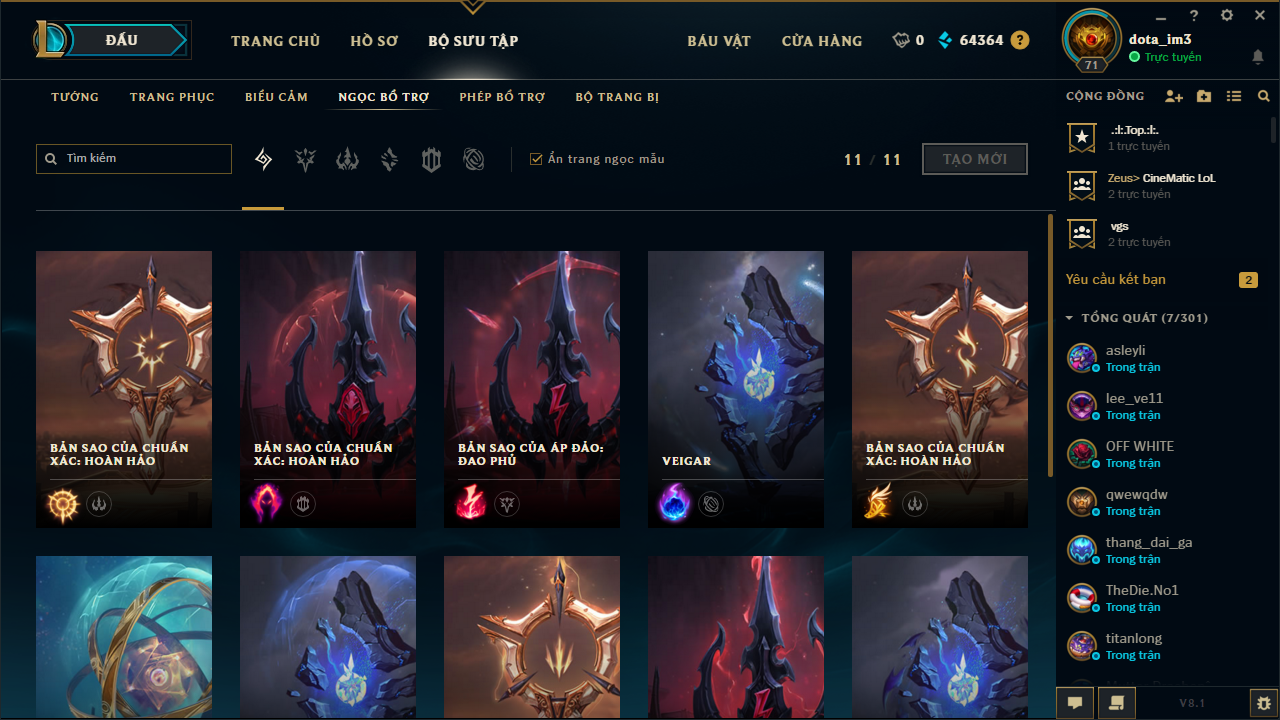 ĐẤU
TRANG CHỦ
HỒ SƠ
BỘ SƯU TẬP
BÁU VẬT
CỬA HÀNG
0
64364
?
71
dota_im3
Trực tuyến
TƯỚNG
TRANG PHỤC
BIỂU CẢM
NGỌC BỔ TRỢ
PHÉP BỔ TRỢ
BỘ TRANG BỊ
Tìm kiếm
Ẩn trang ngọc mẫu
11 / 11
TẠO MỚI
BẢN SAO CỦA CHUẨN
XÁC: HOÀN HẢO
BẢN SAO CỦA CHUẨN
XÁC: HOÀN HẢO
BẢN SAO CỦA ÁP ĐẢO:
ĐAO PHỦ
VEIGAR
BẢN SAO CỦA CHUẨN
XÁC: HOÀN HẢO
CỘNG ĐỒNG
.:l:.Top.:l:.
1 trực tuyến
Zeus> CineMatic LoL
2 trực tuyến
vgs
2 trực tuyến
Yêu cầu kết bạn
2
TỔNG QUÁT (7/301)
asleyli
Trong trận
lee_ve11
Trong trận
OFF WHITE
Trong trận
qwewqdw
Trong trận
thang_dai_ga
Trong trận
TheDie.No1
Trong trận
titanlong
Trong trận
V8.1